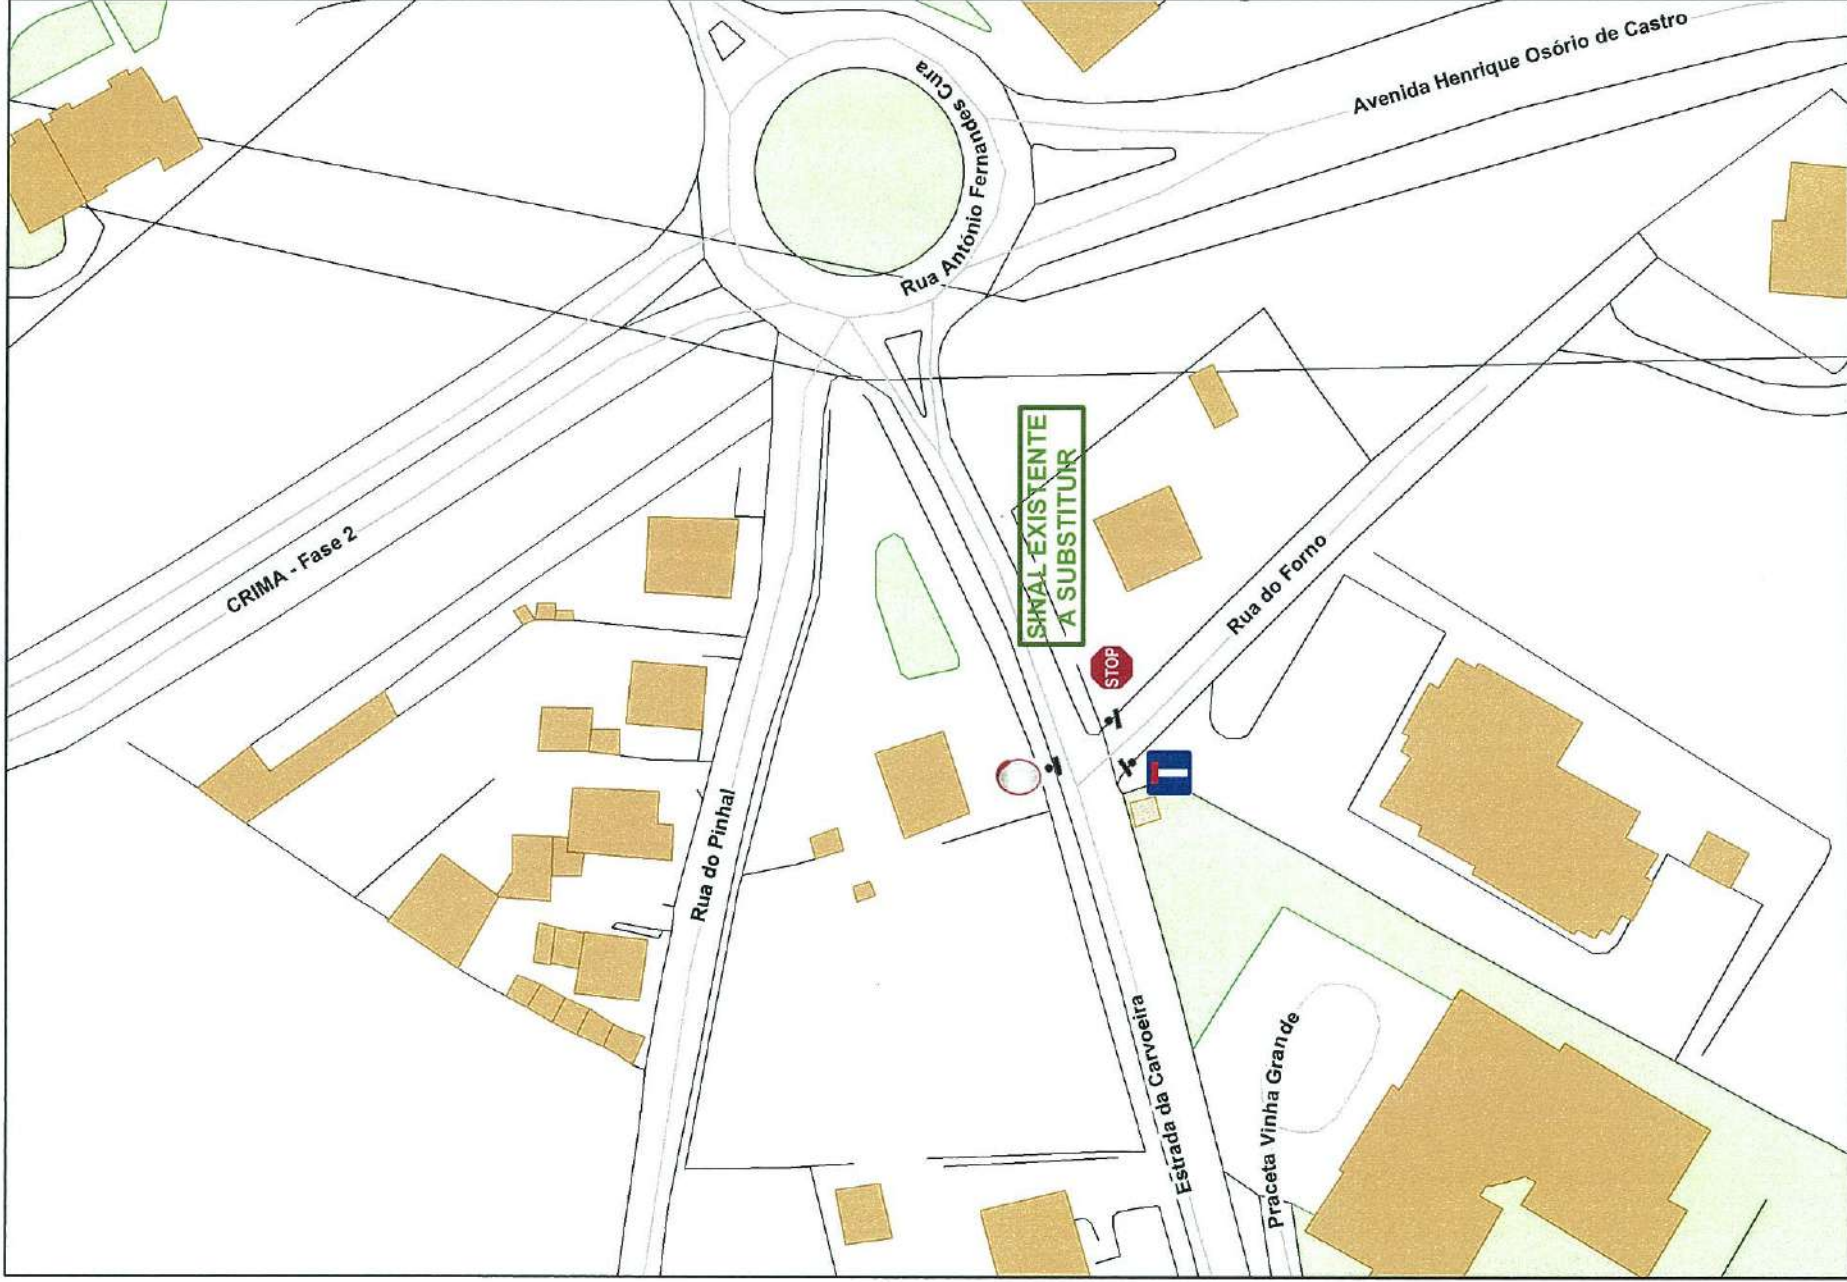 Avenida Henrique Osório de Castro
Rua António Fernandes Cura
CRIMA - Fase 2
SINAL EXISTENTE
A SUBSTITUIR
Rua do Forno
STOP
Rua do Pinhal
Estrada da Carvoeira
Praceta Vinha Grande